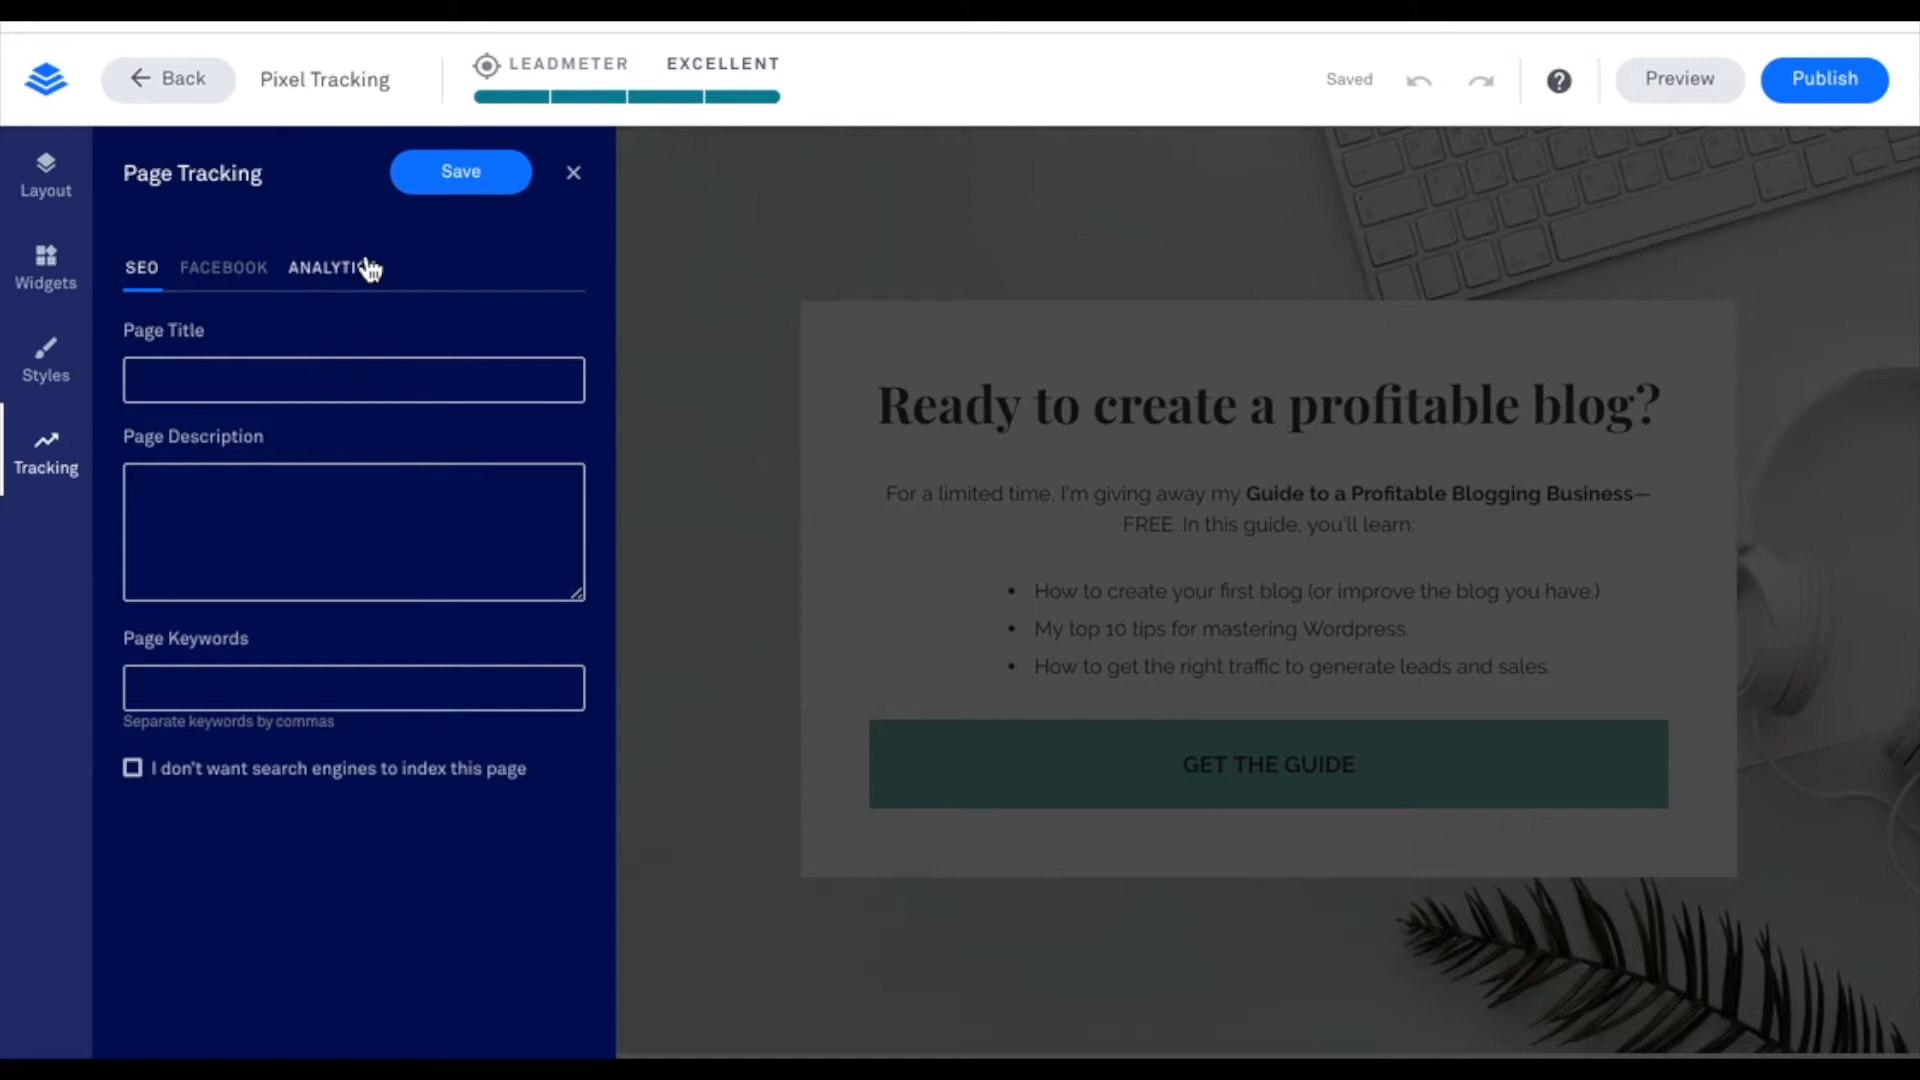 Back
Pixel Tracking
LEADMETER EXCELLENT
Saved
Preview
Publish
Layout
Widgets
Styles
Tracking
Page Tracking
Save
SEO FACEBOOK
Page Title
Page Description
Page Keywords
Separate keywords by commas
I don't want search engines to index this page
Ready to create a profitable blog?
For a limited time, I'm giving away my Guide to a Profitable Blogging Business—
FREE. In this guide, you'll learn:
• How to create your first blog (or improve the blog you have.)
• My top 10 tips for mastering Wordpress.
• How to get the right traffic to generate leads and sales.
GET THE GUIDE